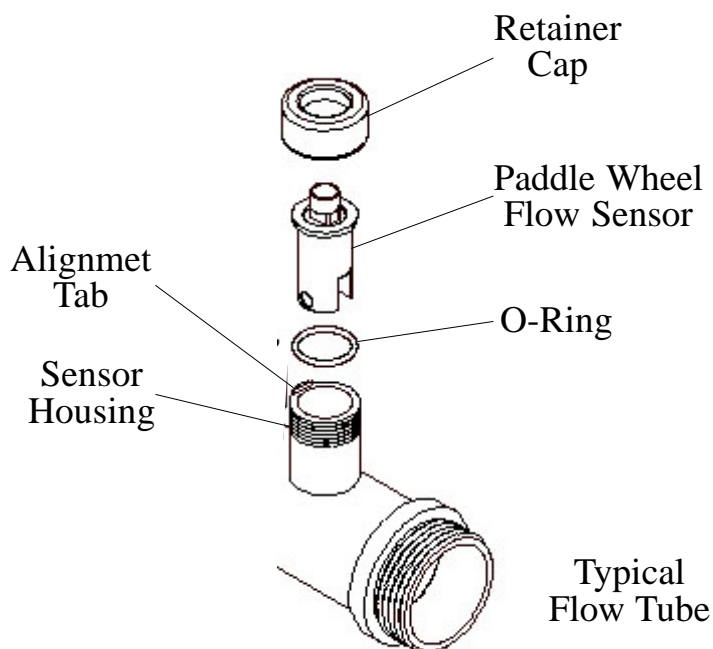 Retainer
Cap
Paddle Wheel
Flow Sensor
Alignmet
Tab
O-Ring
Sensor
Housing
Typical
Flow Tube